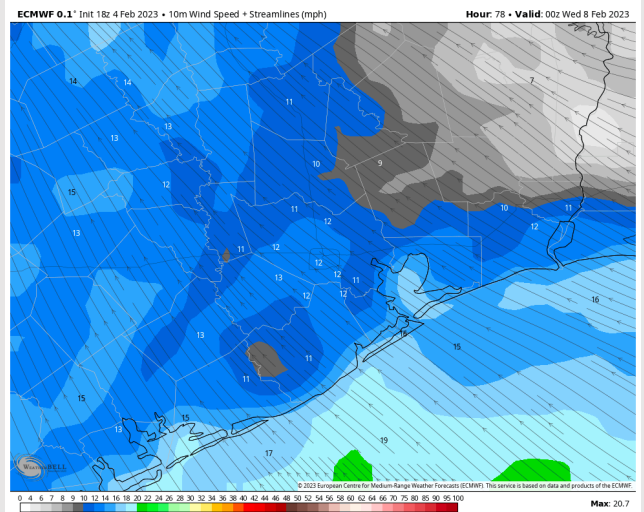 ECMWF 0.1° Init 18z 4 Feb 2023 • 10m Wind Speed + Streamlines (mph) Hour: 78 • Valid: 00z Wed 8 Feb 2023
14 14 7
11
13 13
10 9
15 12
11 10 11
12 12
13
11 12
12
13 12 11
12 12
16
13 16
15
11 11
15
15
13
19
17
WeatherBELL
© 2023 European Centre for Medium-Range Weather Forecasts (ECMWF). This service is based on data and products of the ECMWF.
0 4 6 7 8 9 10 12 14 16 18 20 22 24 26 28 30 32 34 36 38 40 42 44 46 48 50 52 54 56 58 60 65 70 75 80 85 90 95 100
Max: 20.7